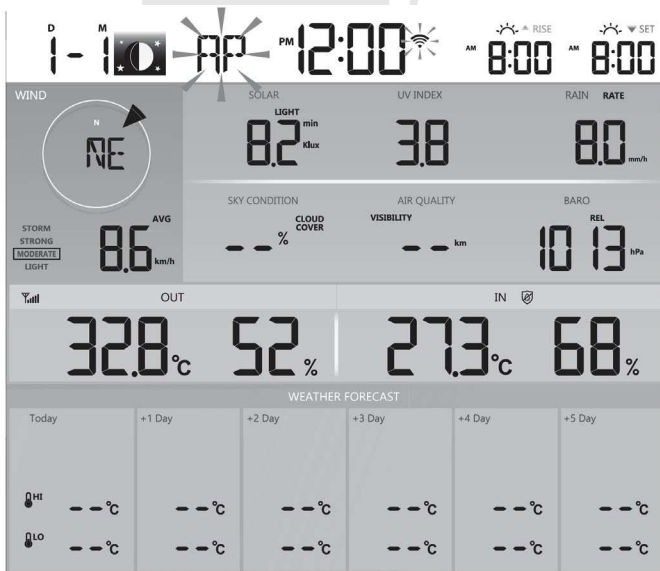 D M
1-1 AP PM 12:00 AM 8:00 RISE AM 8:00 SET
WIND SOLAR UV INDEX RAIN RATE
N LIGHT
NE 8.2 min Klux 3.8 8.0 mm/h
SKY CONDITION AIR QUALITY BARO
STORM AVG CLOUD COVER VISIBILITY REL
STRONG
MODERATE 8.6 km/h -- % -- km 1013 hPa
LIGHT
OUT IN
32.8°C 52% 27.3°C 68%
WEATHER FORECAST
Today +1 Day +2 Day +3 Day +4 Day +5 Day
HI --°C --°C --°C --°C --°C --°C
LO --°C --°C --°C --°C --°C --°C